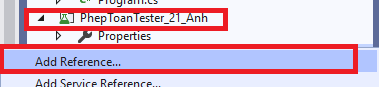 Program.cs
PhepToanTester_21_Anh
Properties
Add Reference...
Add Service Reference...